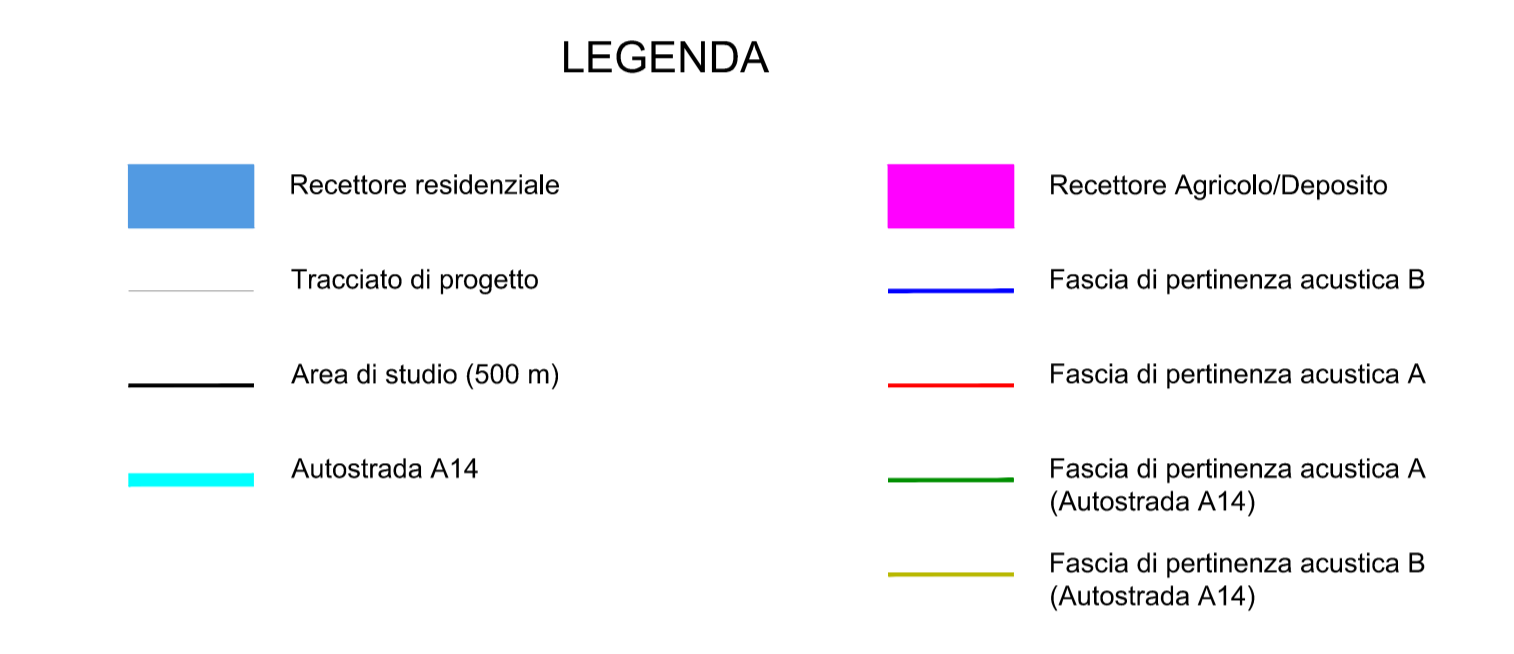 LEGENDA
Recettore residenziale
Tracciato di progetto
Area di studio (500 m)
Autostrada A14
Recettore Agricolo/Deposito
Fascia di pertinenza acustica B
Fascia di pertinenza acustica A
Fascia di pertinenza acustica A
(Autostrada A14)
Fascia di pertinenza acustica B
(Autostrada A14)